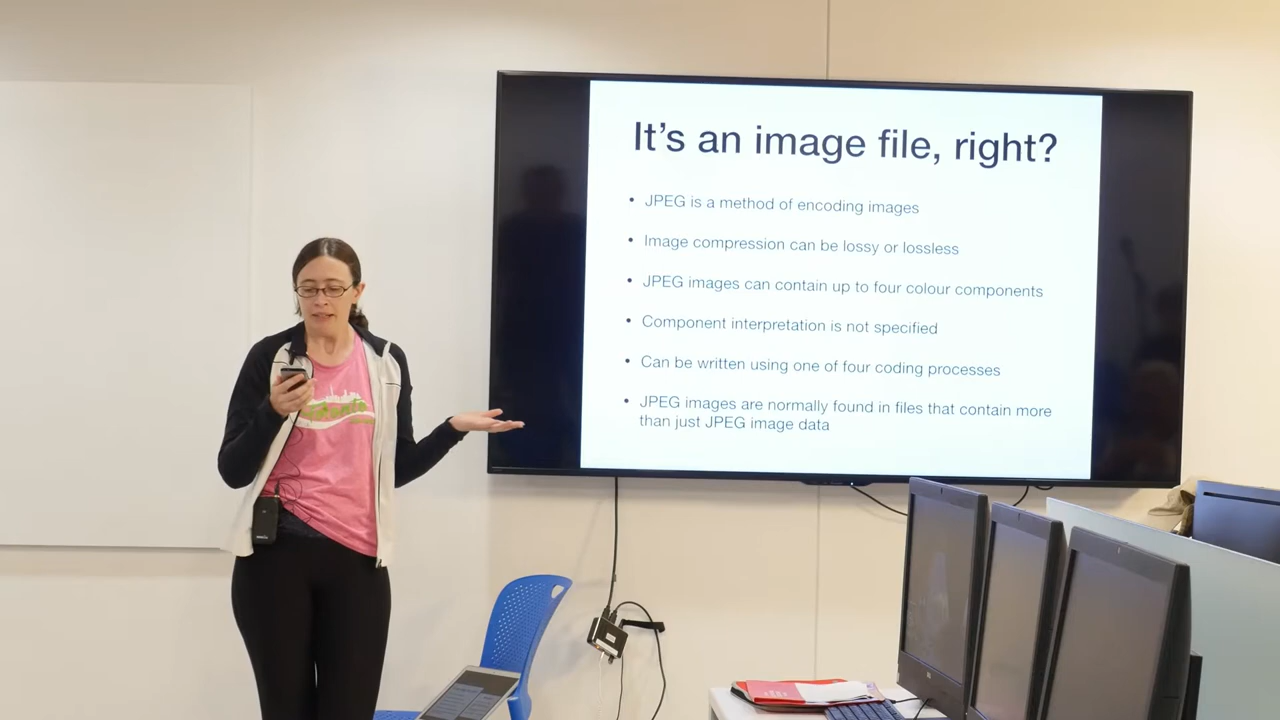 It's an image file, right?
• JPEG is a method of encoding images
• Image compression can be lossy or lossless
• JPEG images can contain up to four colour components
• Component interpretation is not specified
• Can be written using one of four coding processes
• JPEG images are normally found in files that contain more
than just JPEG image data